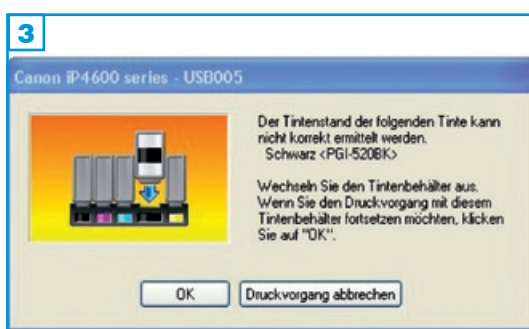 3
Canon iP4600 series - USB005
Der Tintenstand der folgenden Tinte kann
nicht korrekt ermittelt werden.
Schwarz <PGI-520BK>
Wechseln Sie den Tintenbehälter aus.
Wenn Sie den Druckvorgang mit diesem
Tintenbehälter fortsetzen möchten, klicken
Sie auf "OK".
OK
Druckvorgang abbrechen